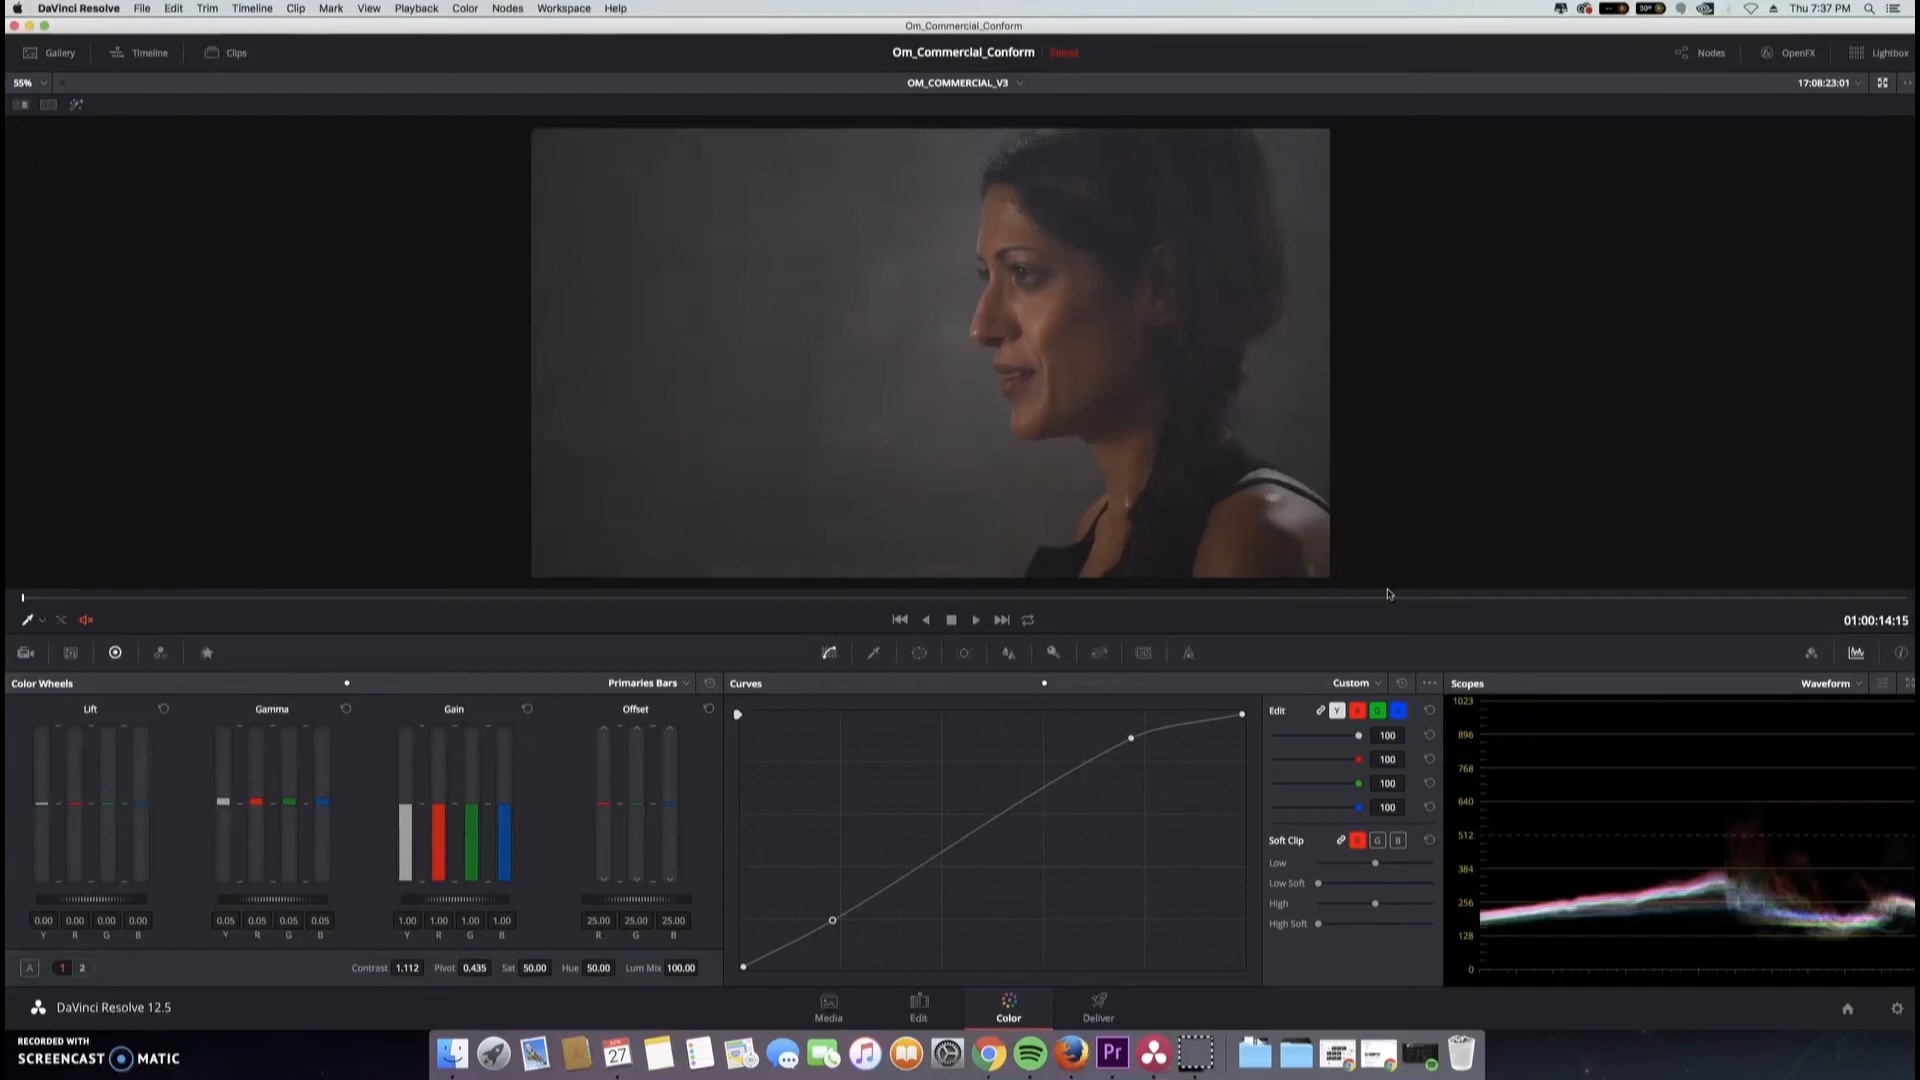 DaVinci Resolve File Edit Trim Timeline Clip Mark View Playback Color Nodes Workspace Help 30° Thu 7:37 PM
Om_Commercial_Conform
Gallery Timeline Clips Om_Commercial_Conform Edited Nodes OpenFX Lightbox
55% OM_COMMERCIAL_V3 17:08:23:01
01:00:14:15
Color Wheels Primaries Bars Curves Custom Scopes Waveform
Lift Gamma Gain Offset
Edit Y R G
100
100
100
100
Soft Clip R G B
Low
Low Soft
High
High Soft
1023
896
768
640
512
384
256
128
0
0.00 0.00 0.00 0.00 0.05 0.05 0.05 0.05 1.00 1.00 1.00 1.00 25.00 25.00 25.00
Y R G B Y R G B Y R G B R G B
A 1 2 Contrast 1.112 Pivot 0.435 Sat 50.00 Hue 50.00 Lum Mix 100.00
DaVinci Resolve 12.5 Media Edit Color Deliver
RECORDED WITH
SCREENCAST MATIC
APR
27
Pr